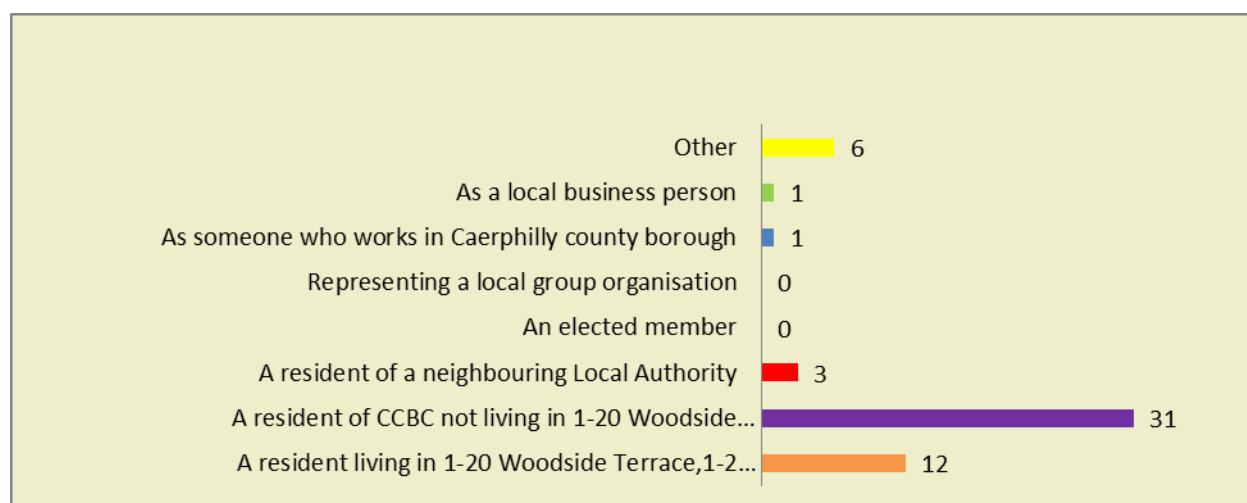 Other 6
As a local business person 1
As someone who works in Caerphilly county borough 1
Representing a local group organisation 0
An elected member 0
A resident of a neighbouring Local Authority 3
A resident of CCBC not living in 1-20 Woodside... 31
A resident living in 1-20 Woodside Terrace,1-2... 12